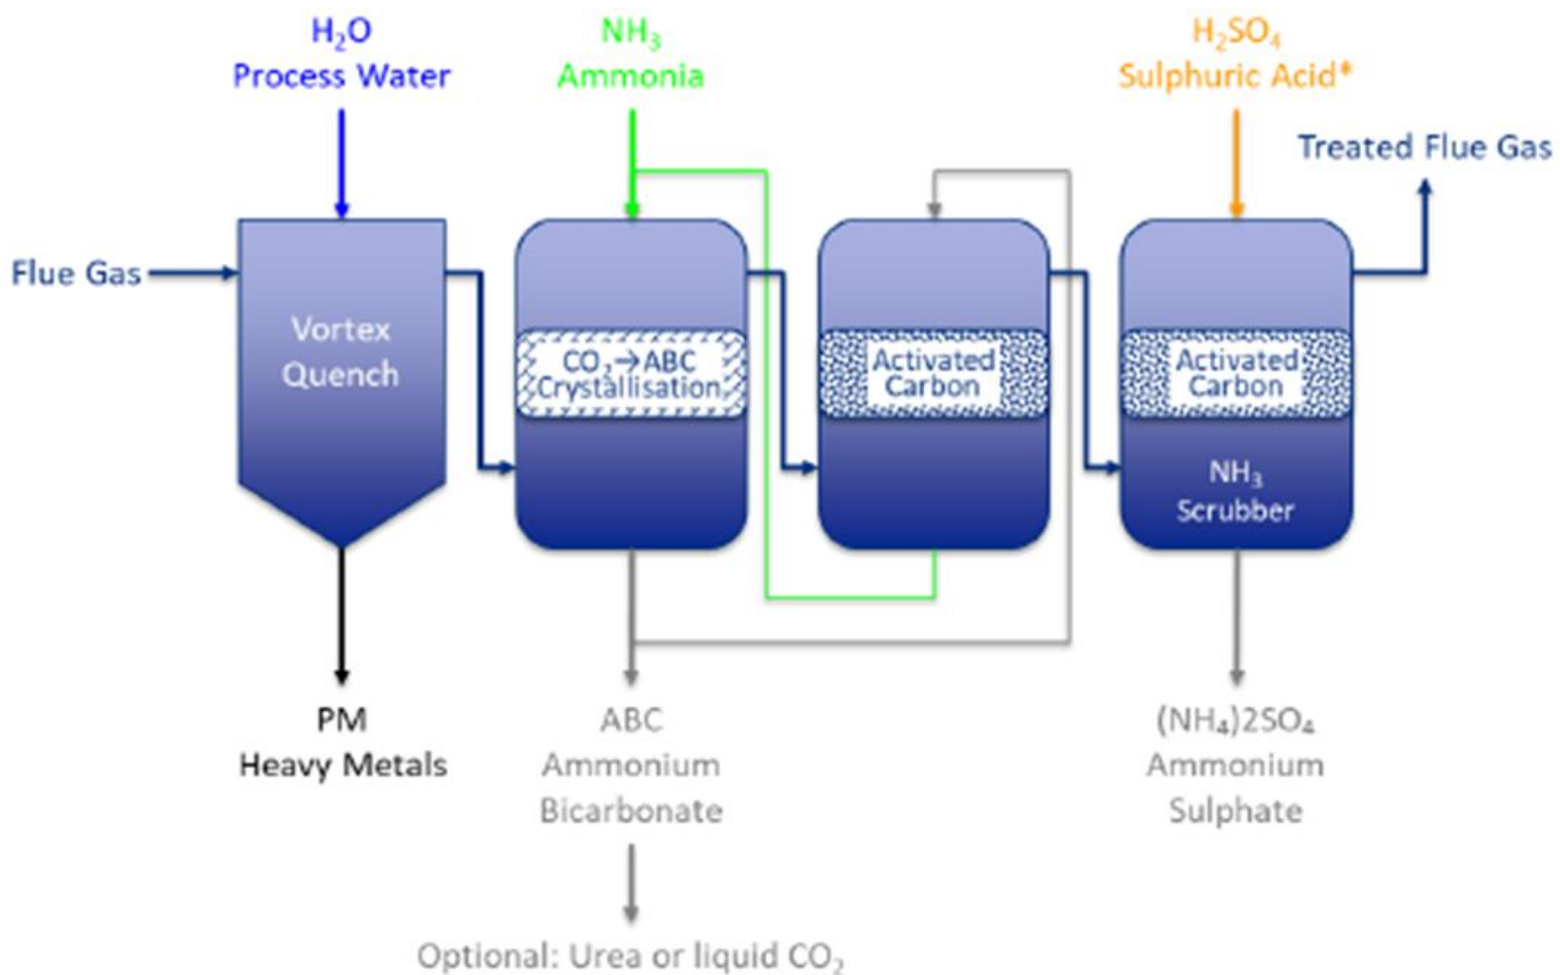 H₂O
Process Water
NH₃
Ammonia
H₂SO₄
Sulphuric Acid*
Treated Flue Gas
Flue Gas
Vortex
Quench
CO₂→ABC
Crystallisation
Activated
Carbon
Activated
Carbon
NH₃
Scrubber
PM
Heavy Metals
ABC
Ammonium
Bicarbonate
(NH₄)2SO₄
Ammonium
Sulphate
Optional: Urea or liquid CO₂